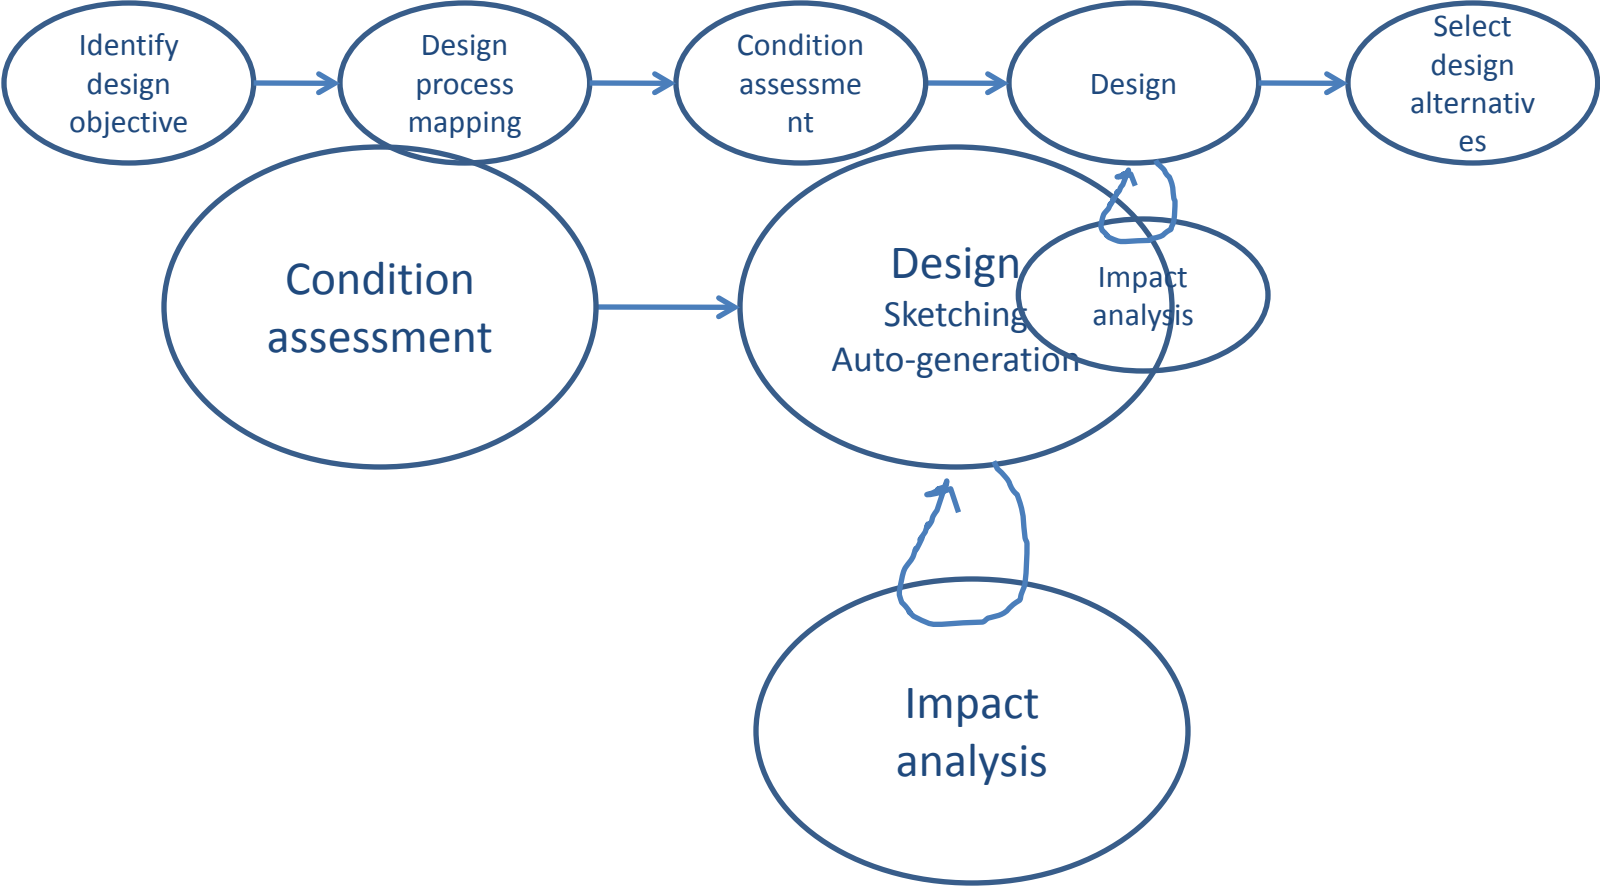 Identify
design
objective
Design
process
mapping
Condition
assessme
nt
Design
Select
design
alternativ
es
Condition
assessment
Design
Sketching
Auto-generation
Impact
analysis
Impact
analysis